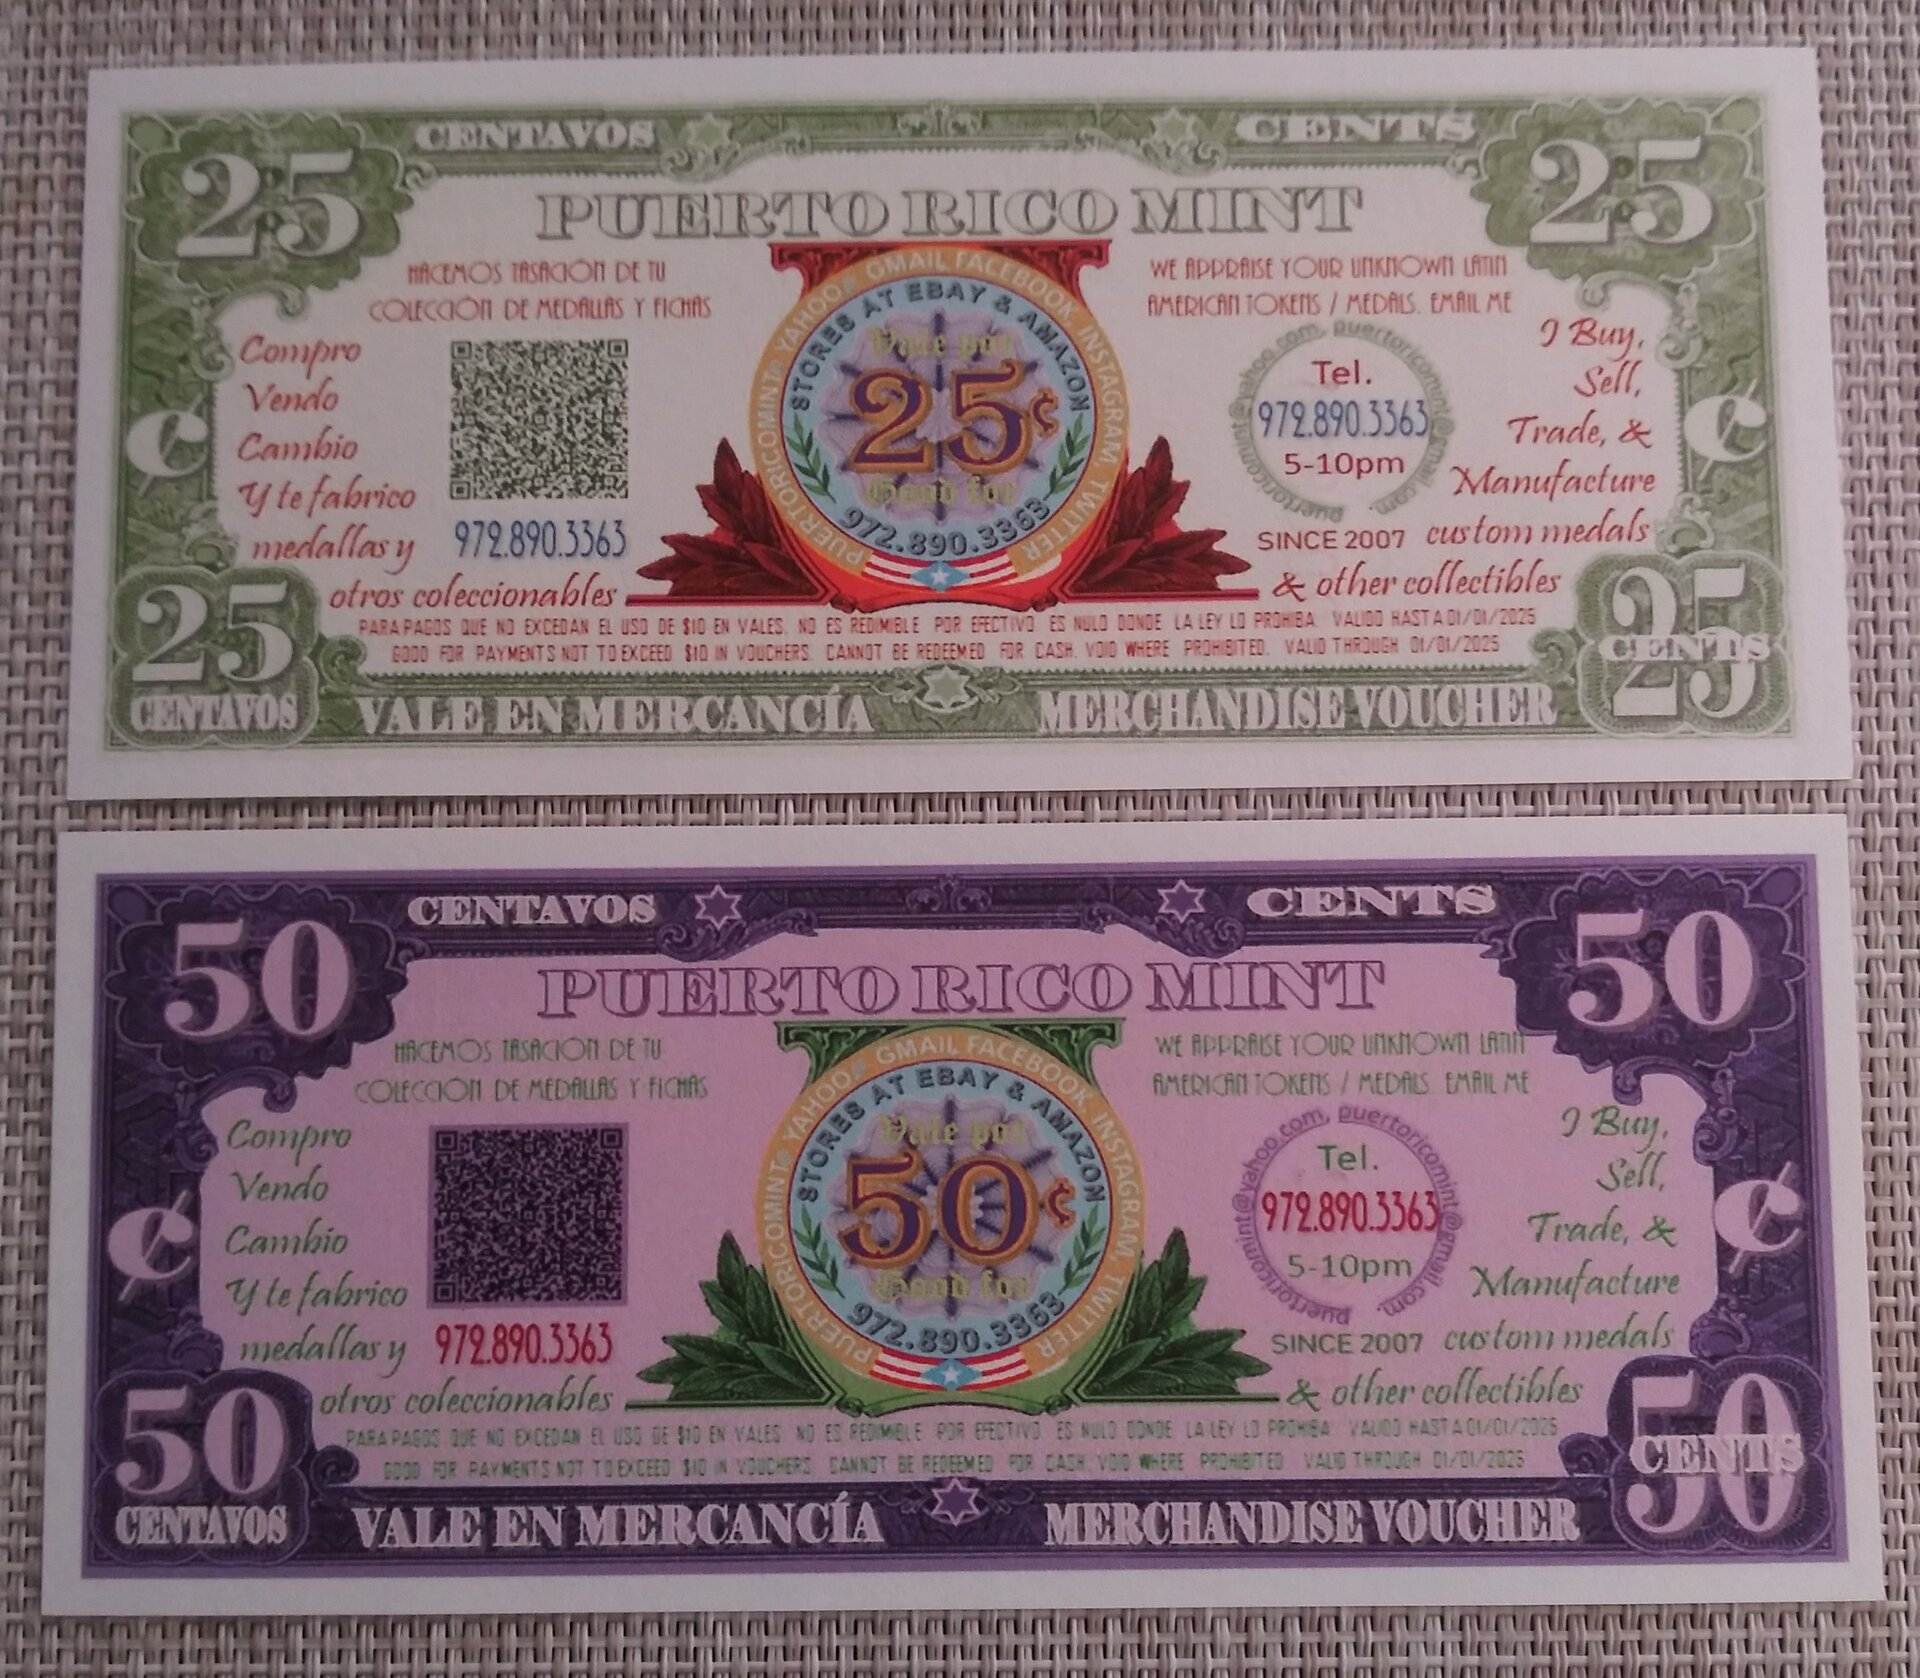 25 CENTAVOS CENTS 25
PUERTO RICO MINT
HACEMOS TASACIÓN DE TU
COLECCIÓN DE MEDALLAS Y FICHAS
WE APPRAISE YOUR UNKNOWN LATIN
AMERICAN TOKENS / MEDALS. EMAIL ME
Compro
Vendo
Cambio
Y te fabrico
medallas y
otros coleccionables
¢
972.890.3363
PUERTORICOMINT@ YAHOO® GMAIL FACEBOOK, INSTAGRAM, TWITTER
STORES AT EBAY & AMAZON
Vale por
25¢
Good for
972.890.3363
puertoricomint@yahoo.com, puertoricomint@gmail.com,
Tel.
972.890.3363
5-10pm
SINCE 2007
I Buy,
Sell,
Trade, &
Manufacture
custom medals
& other collectibles
¢
PARA PAGOS QUE NO EXCEDAN EL USO DE $10 EN VALES. NO ES REDIMIBLE POR EFECTIVO. ES NULO DONDE LA LEY LO PROHIBA. VALIDO HASTA 01/01/2025
GOOD FOR PAYMENTS NOT TO EXCEED $10 IN VOUCHERS. CANNOT BE REDEEMED FOR CASH. VOID WHERE PROHIBITED. VALID THROUGH 01/01/2025
25 CENTAVOS
VALE EN MERCANCÍA MERCHANDISE VOUCHER
25 CENTS
50 CENTAVOS CENTS 50
PUERTO RICO MINT
HACEMOS TASACIÓN DE TU
COLECCIÓN DE MEDALLAS Y FICHAS
WE APPRAISE YOUR UNKNOWN LATIN
AMERICAN TOKENS / MEDALS. EMAIL ME
Compro
Vendo
Cambio
Y te fabrico
medallas y
otros coleccionables
¢
972.890.3363
PUERTORICOMINT@ YAHOO® GMAIL FACEBOOK, INSTAGRAM, TWITTER
STORES AT EBAY & AMAZON
Vale por
50¢
Good for
972.890.3363
puertoricomint@yahoo.com, puertoricomint@gmail.com,
Tel.
972.890.3363
5-10pm
SINCE 2007
I Buy,
Sell,
Trade, &
Manufacture
custom medals
& other collectibles
¢
PARA PAGOS QUE NO EXCEDAN EL USO DE $10 EN VALES. NO ES REDIMIBLE POR EFECTIVO. ES NULO DONDE LA LEY LO PROHIBA. VALIDO HASTA 01/01/2025
GOOD FOR PAYMENTS NOT TO EXCEED $10 IN VOUCHERS. CANNOT BE REDEEMED FOR CASH. VOID WHERE PROHIBITED. VALID THROUGH 01/01/2025
50 CENTAVOS
VALE EN MERCANCÍA MERCHANDISE VOUCHER
50 CENTS